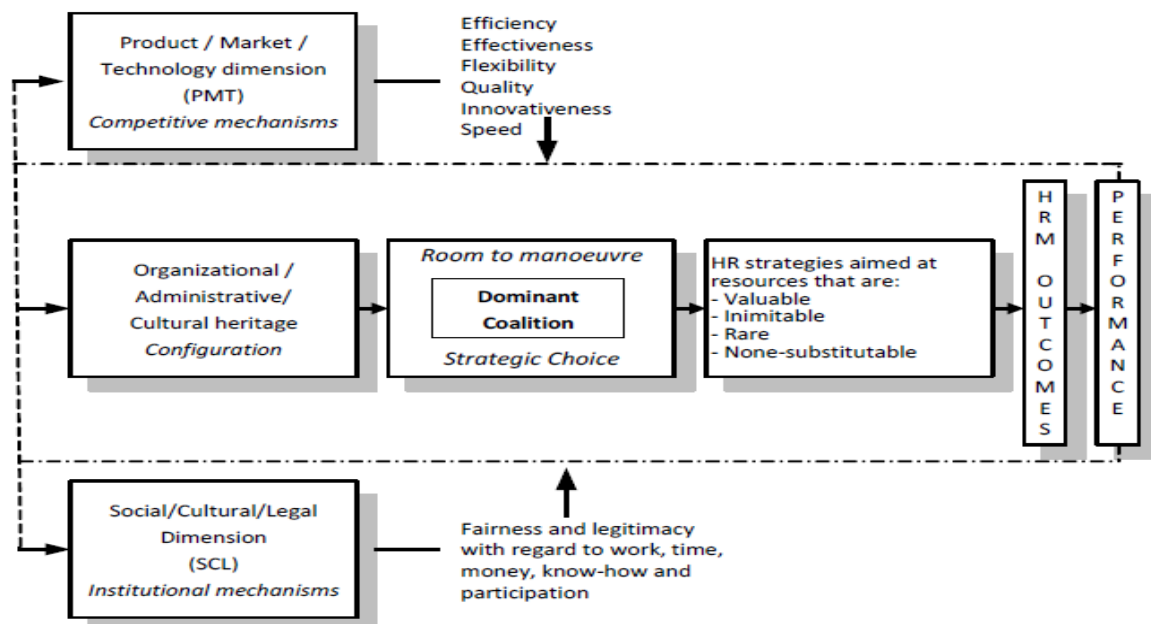 Product / Market /
Technology dimension
(PMT)
Competitive mechanisms
Efficiency
Effectiveness
Flexibility
Quality
Innovativeness
Speed
Organizational /
Administrative/
Cultural heritage
Configuration
Room to manoeuvre
Dominant
Coalition
Strategic Choice
HR strategies aimed at
resources that are:
- Valuable
- Inimitable
- Rare
- None-substitutable
HRM OUTCOMES
PERFORMANCE
Social/Cultural/Legal
Dimension
(SCL)
Institutional mechanisms
Fairness and legitimacy
with regard to work, time,
money, know-how and
participation